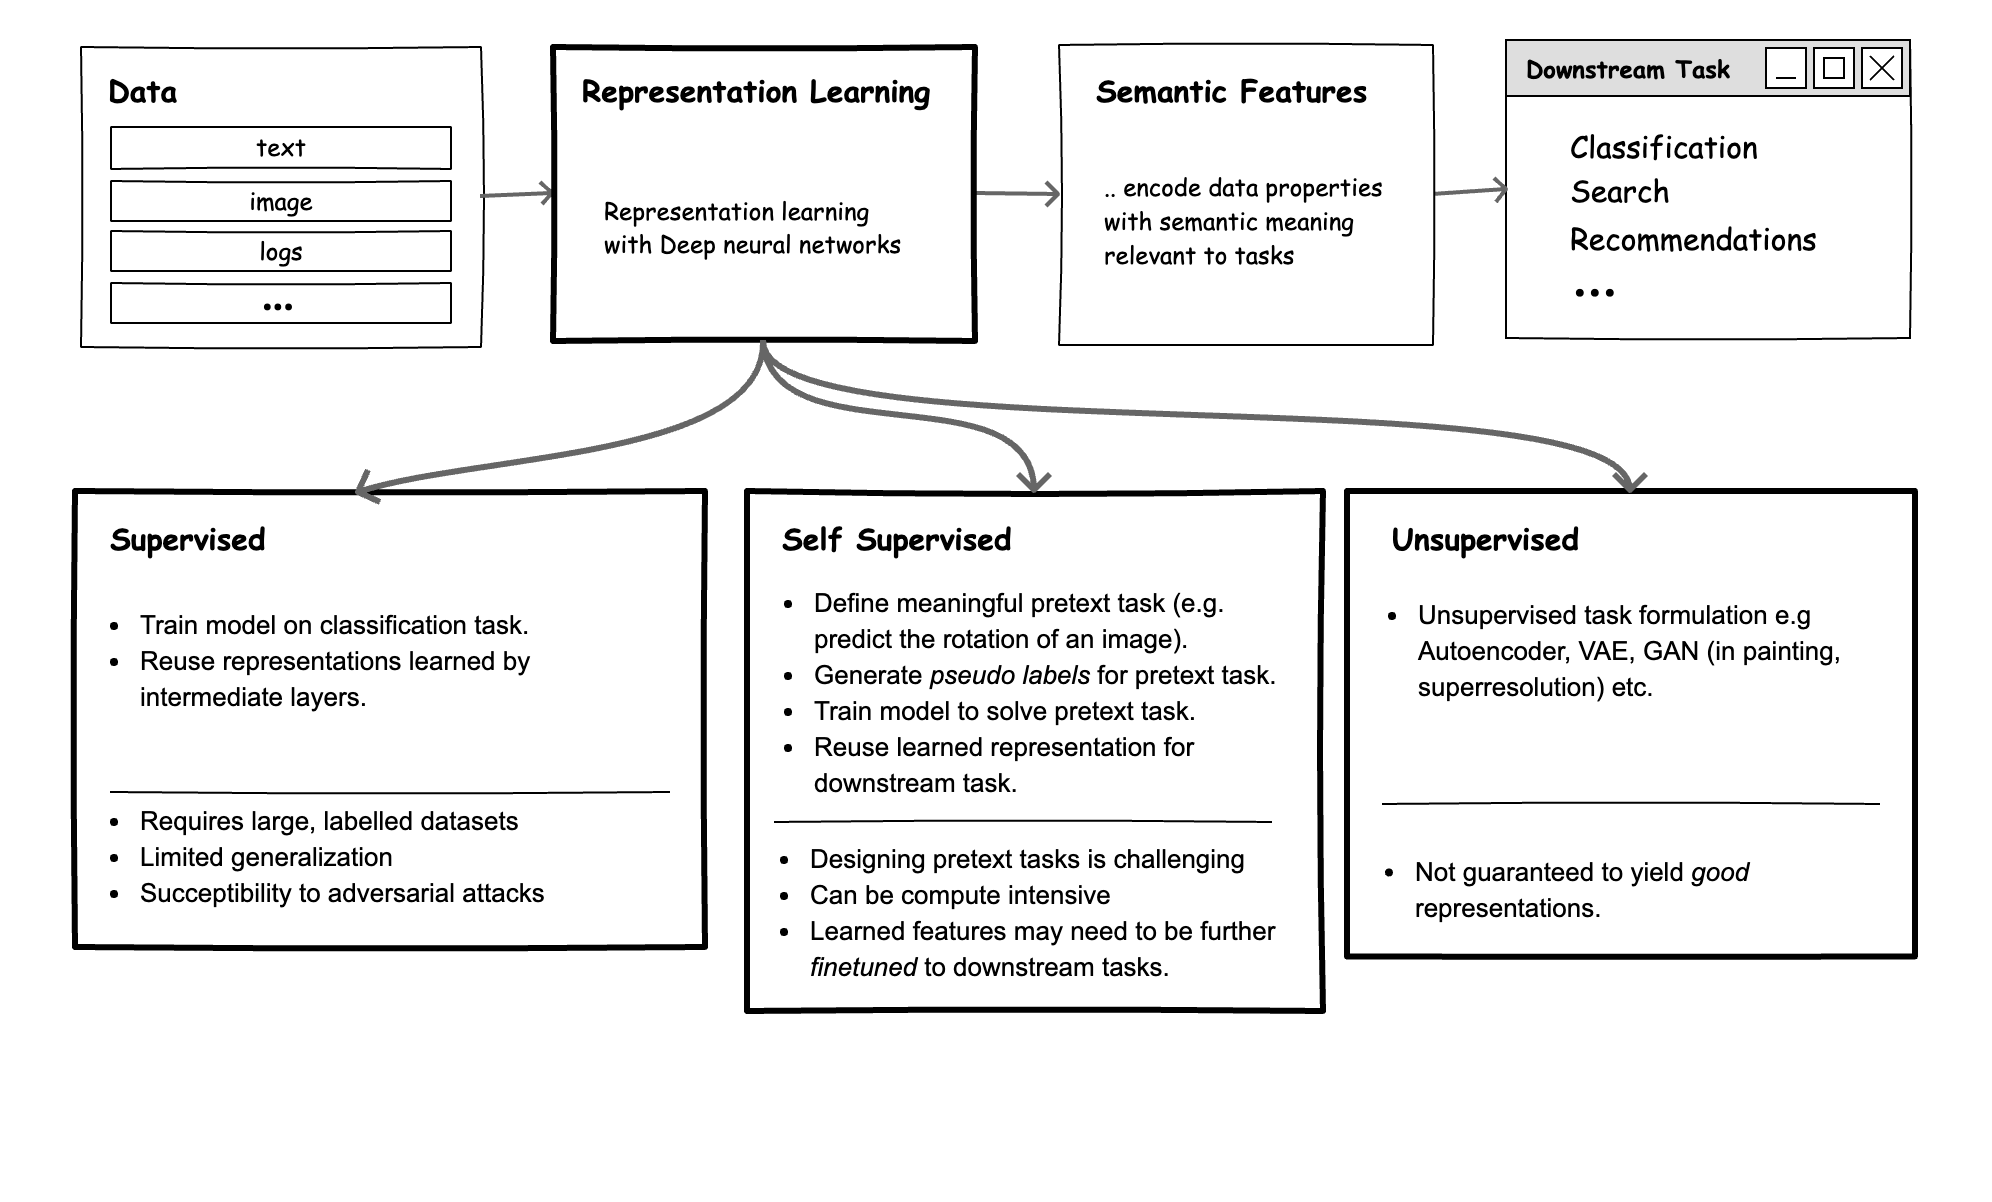 Data
text
image
logs
...
Representation Learning
Representation learning
with Deep neural networks
Semantic Features
.. encode data properties
with semantic meaning
relevant to tasks
Downstream Task
Classification
Search
Recommendations
...
Supervised
• Train model on classification task.
• Reuse representations learned by
intermediate layers.
• Requires large, labelled datasets
• Limited generalization
• Succeptibility to adversarial attacks
Self Supervised
• Define meaningful pretext task (e.g.
predict the rotation of an image).
• Generate pseudo labels for pretext task.
• Train model to solve pretext task.
• Reuse learned representation for
downstream task.
• Designing pretext tasks is challenging
• Can be compute intensive
• Learned features may need to be further
finetuned to downstream tasks.
Unsupervised
• Unsupervised task formulation e.g
Autoencoder, VAE, GAN (in painting,
superresolution) etc.
• Not guaranteed to yield good
representations.